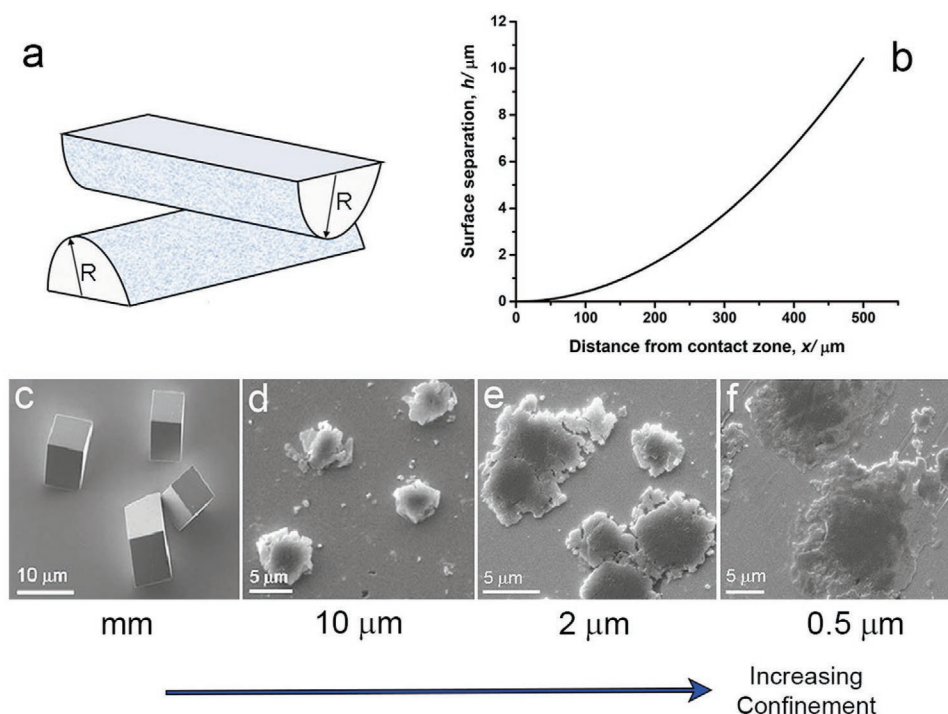 a
R
R
b
Surface separation, h/ μm
12
10
8
6
4
2
0
0 100 200 300 400 500
Distance from contact zone, x/ μm
c
10 μm
d
5 μm
e
5 μm
f
5 μm
mm 10 μm 2 μm 0.5 μm
Increasing
Confinement